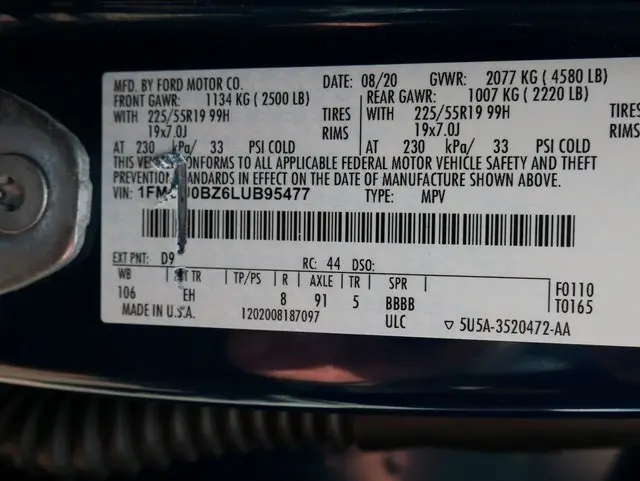 MFD. BY FORD MOTOR CO. DATE: 08/20 GVWR: 2077 KG ( 4580 LB)
FRONT GAWR: 1134 KG ( 2500 LB) REAR GAWR: 1007 KG ( 2220 LB)
WITH 225/55R19 99H TIRES WITH 225/55R19 99H TIRES
19x7.0J RIMS 19x7.0J RIMS
AT 230 kPa/ 33 PSI COLD AT 230 kPa/ 33 PSI COLD
THIS CONFORMS TO ALL APPLICABLE FEDERAL MOTOR VEHICLE SAFETY AND THEFT
PREVENTION STANDARDS IN EFFECT ON THE DATE OF MANUFACTURE SHOWN ABOVE.
VIN: TYPE: MPV
EXT PNT: D9 RC: 44 DSO:
WB TR TP/PS R AXLE TR SPR F0110
106 EH 8 91 5 BBBB T0165
MADE IN U.S.A. 1202008187097 ULC ▽ 5U5A-3520472-AA